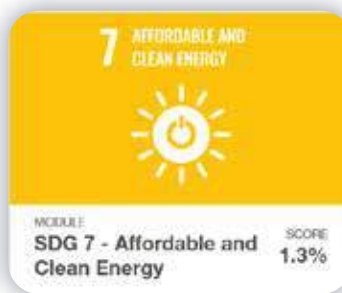 7 AFFORDABLE AND
CLEAN ENERGY
MODULE
SDG 7 - Affordable and
Clean Energy
SCORE
1.3%